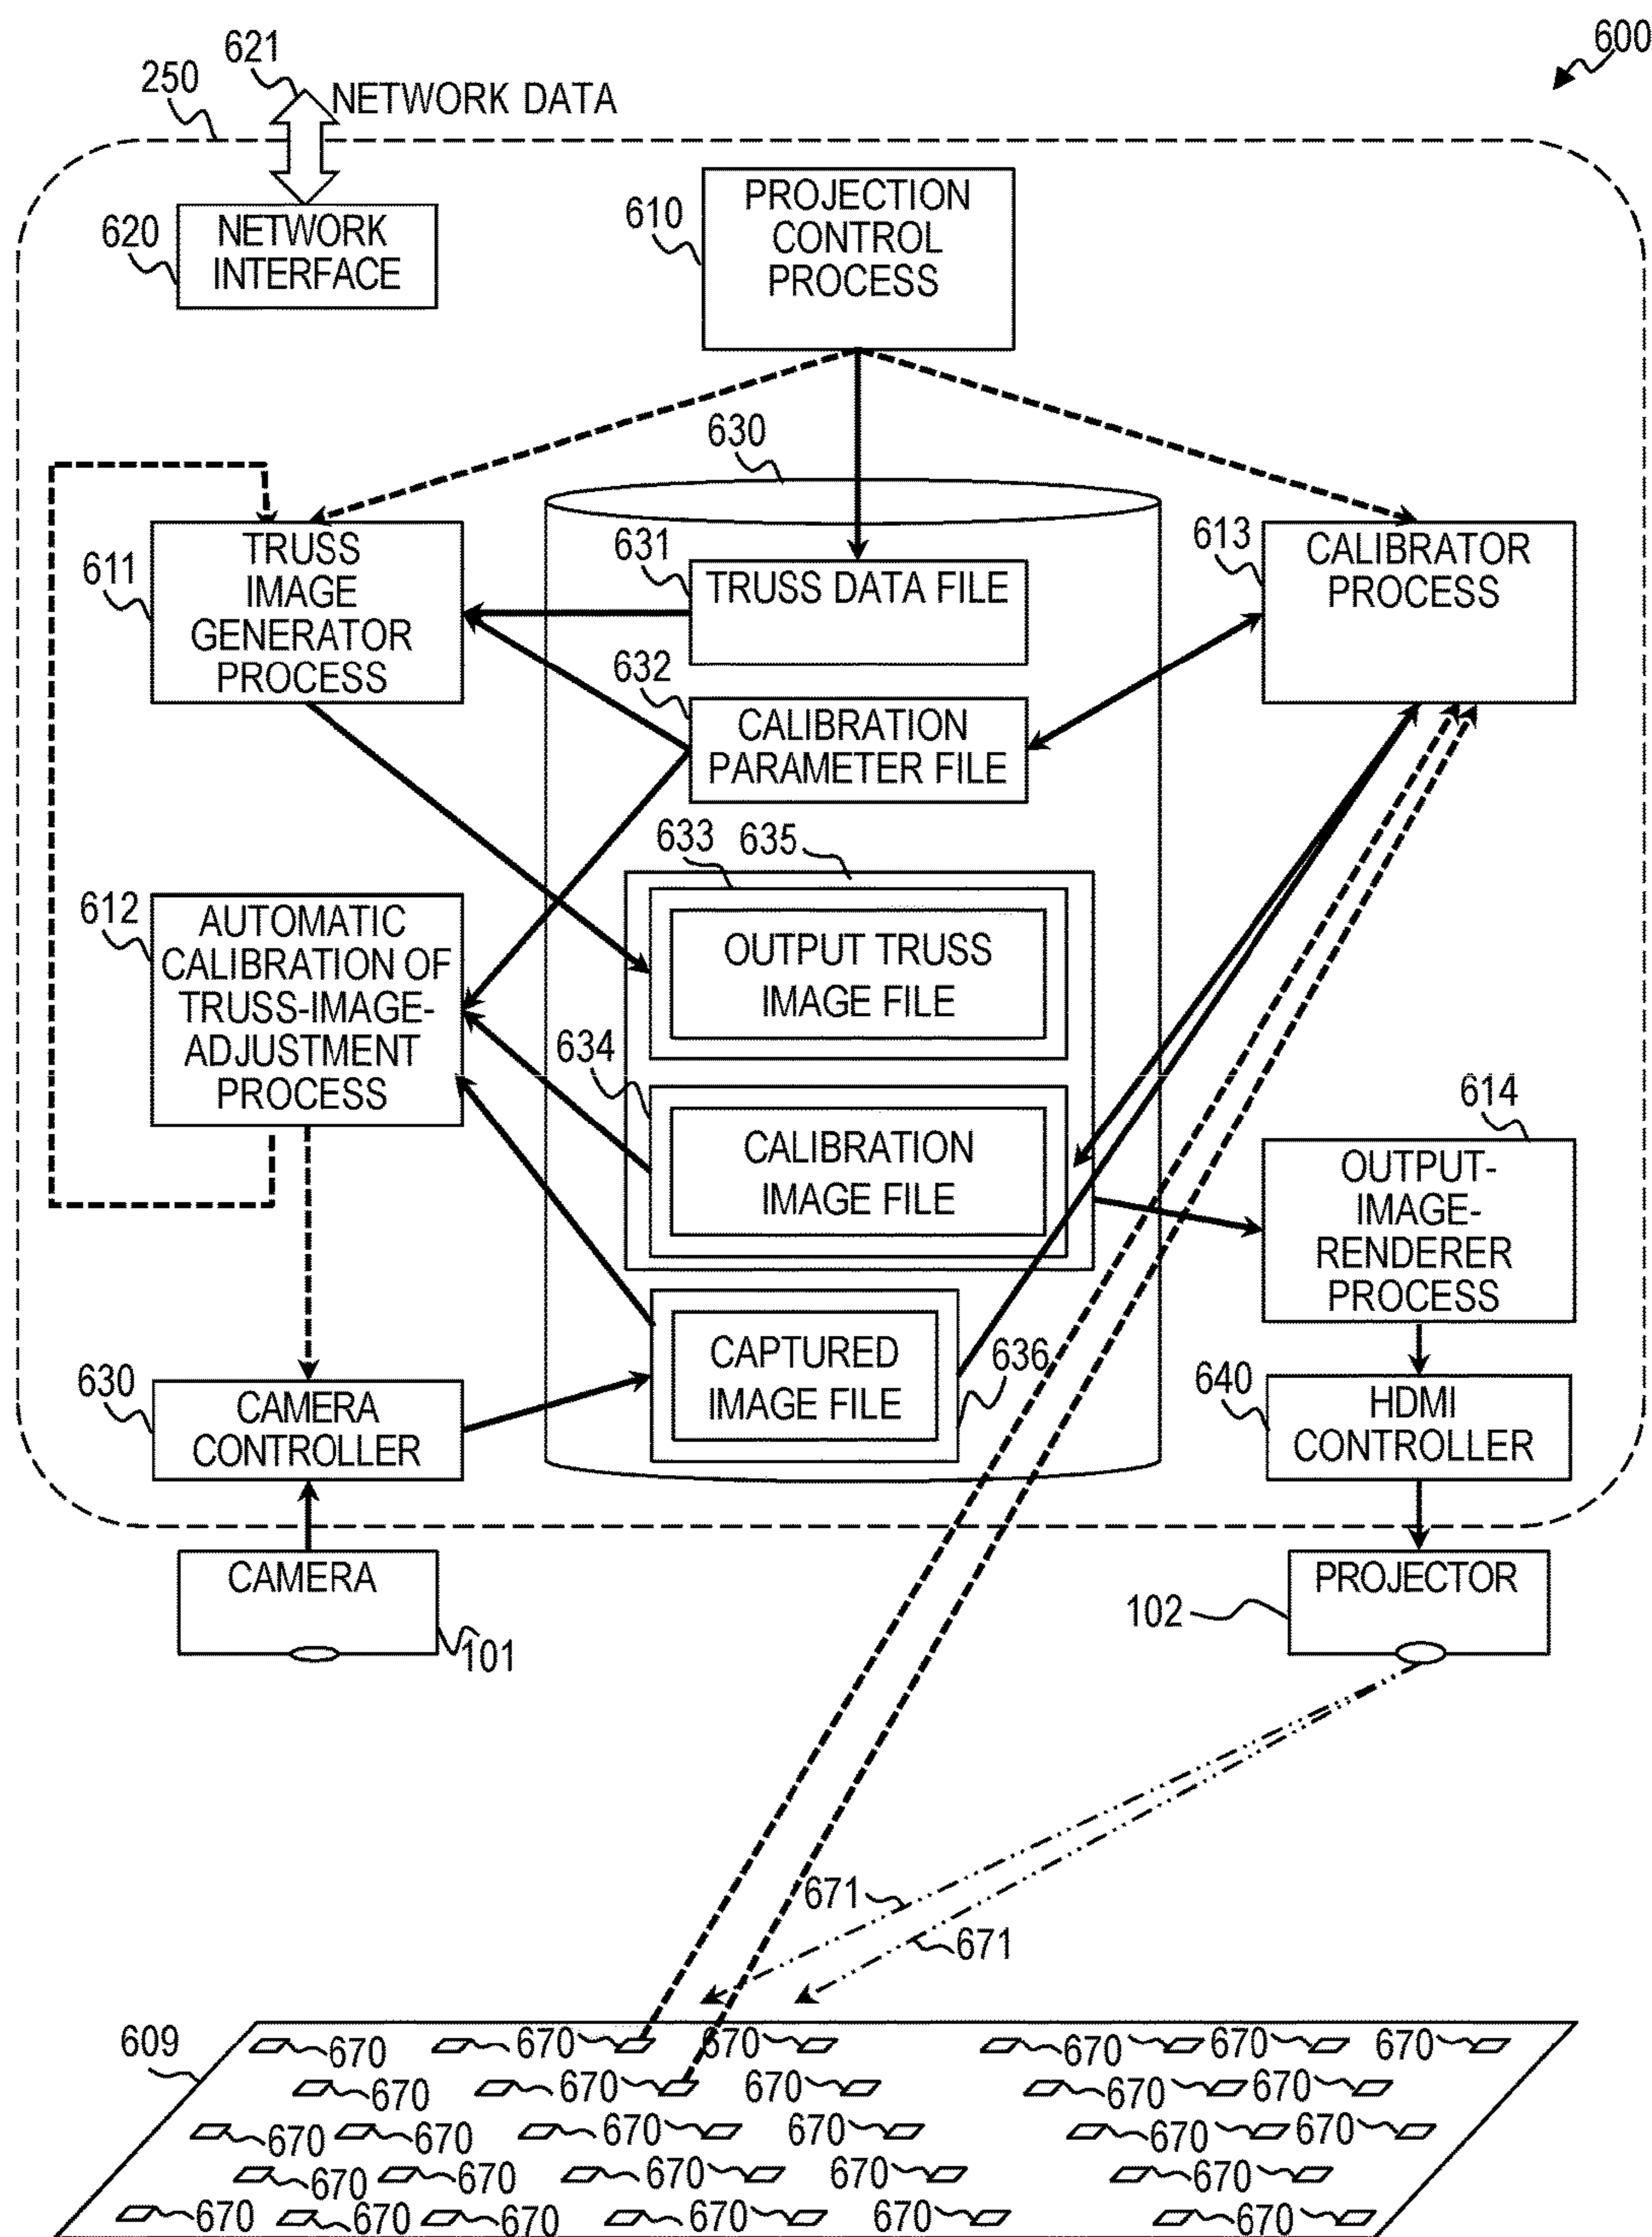 600
621
250
NETWORK DATA
620
NETWORK
INTERFACE
610
PROJECTION
CONTROL
PROCESS
630
611
TRUSS
IMAGE
GENERATOR
PROCESS
631
TRUSS DATA FILE
613
CALIBRATOR
PROCESS
632
CALIBRATION
PARAMETER FILE
633
635
612
AUTOMATIC
CALIBRATION OF
TRUSS-IMAGE-
ADJUSTMENT
PROCESS
OUTPUT TRUSS
IMAGE FILE
634
CALIBRATION
IMAGE FILE
614
OUTPUT-
IMAGE-
RENDERER
PROCESS
630
CAMERA
CONTROLLER
CAPTURED
IMAGE FILE
636
640
HDMI
CONTROLLER
CAMERA
101
102
PROJECTOR
671
671
609
670 670 670 670 670 670
670 670 670 670 670
670 670 670 670 670 670
670 670 670 670 670
670 670 670 670 670 670